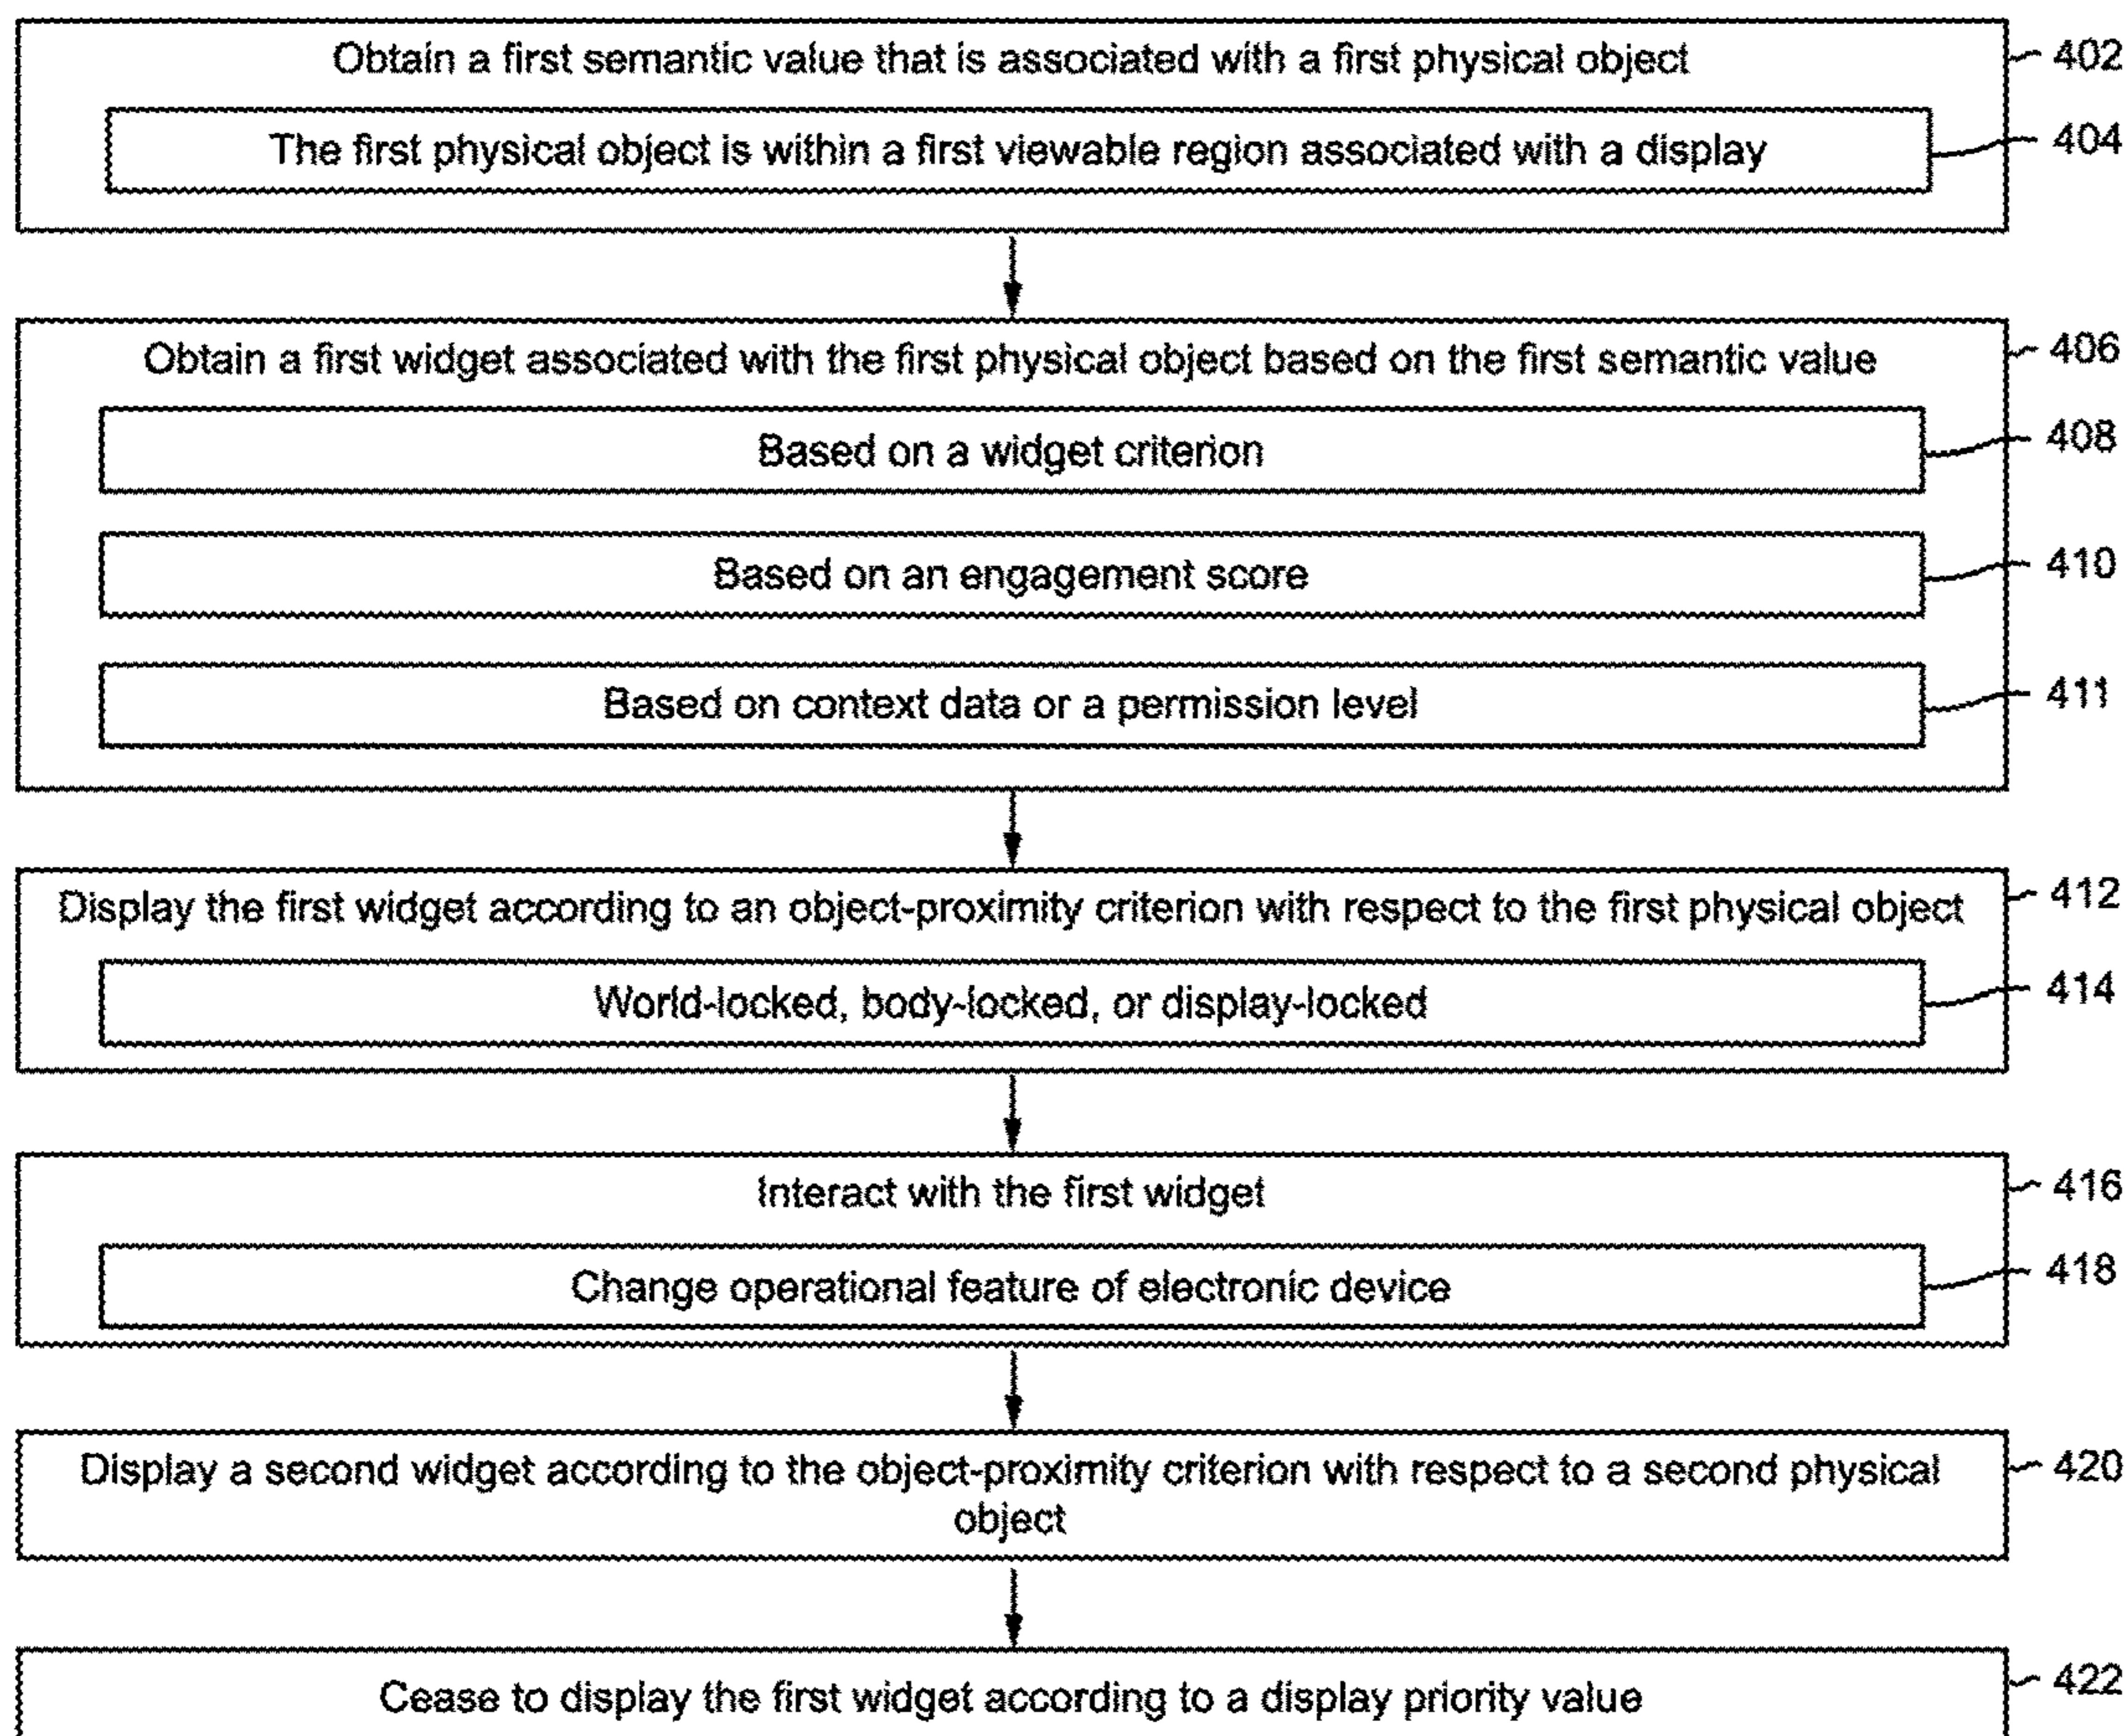 Obtain a first semantic value that is associated with a first physical object
402
The first physical object is within a first viewable region associated with a display
404
Obtain a first widget associated with the first physical object based on the first semantic value
406
Based on a widget criterion
408
Based on an engagement score
410
Based on context data or a permission level
411
Display the first widget according to an object-proximity criterion with respect to the first physical object
412
World-locked, body-locked, or display-locked
414
Interact with the first widget
416
Change operational feature of electronic device
418
Display a second widget according to the object-proximity criterion with respect to a second physical
object
420
Cease to display the first widget according to a display priority value
422